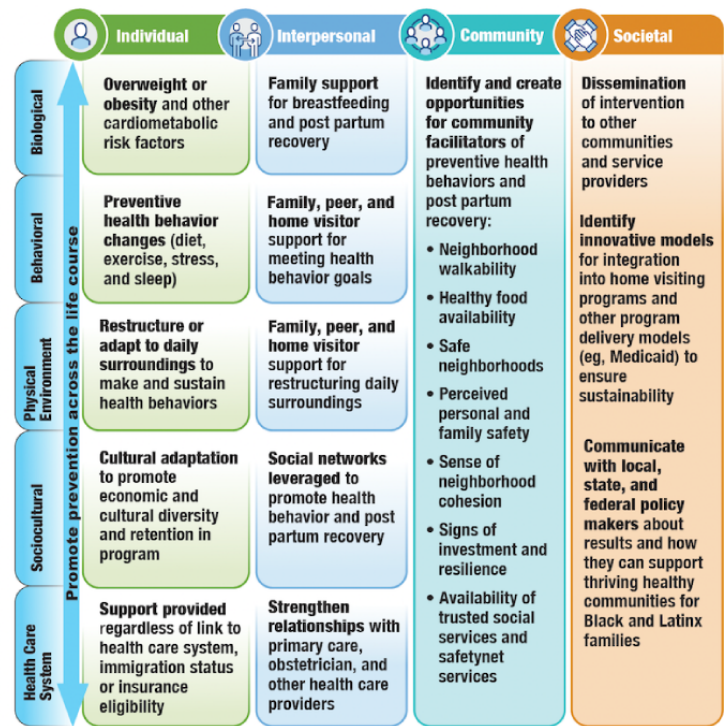 Individual
Interpersonal
Community
Societal
Promote prevention across the life course
Biological
Overweight or
obesity and other
cardiometabolic
risk factors
Family support
for breastfeeding
and post partum
recovery
Behavioral
Preventive
health behavior
changes (diet,
exercise, stress,
and sleep)
Family, peer, and
home visitor
support for
meeting health
behavior goals
Physical
Environment
Restructure or
adapt to daily
surroundings to
make and sustain
health behaviors
Family, peer, and
home visitor
support for
restructuring daily
surroundings
Sociocultural
Cultural adaptation
to promote
economic and
cultural diversity
and retention in
program
Social networks
leveraged to
promote health
behavior and post
partum recovery
Health Care
System
Support provided
regardless of link to
health care system,
immigration status
or insurance
eligibility
Strengthen
relationships with
primary care,
obstetrician, and
other health care
providers
Identify and create
opportunities
for community
facilitators of
preventive health
behaviors and
post partum
recovery:
• Neighborhood
walkability
• Healthy food
availability
• Safe
neighborhoods
• Perceived
personal and
family safety
• Sense of
neighborhood
cohesion
• Signs of
investment and
resilience
• Availability of
trusted social
services and
safetynet
services
Dissemination
of intervention
to other
communities
and service
providers
Identify
innovative models
for integration
into home visiting
programs and
other program
delivery models
(eg, Medicaid) to
ensure
sustainability
Communicate
with local,
state, and
federal policy
makers about
results and how
they can support
thriving healthy
communities for
Black and Latinx
families